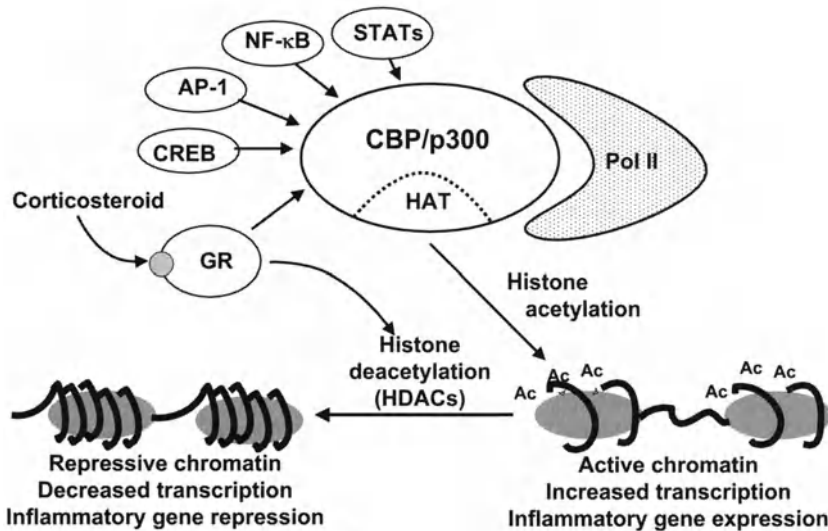 STATs
NF-κB
AP-1
CBP/p300
Pol II
CREB
HAT
Corticosteroid
GR
Histone
acetylation
Histone
deacetylation
(HDACs)
Ac
Ac
Ac
Ac
Ac
Ac
Repressive chromatin
Decreased transcription
Inflammatory gene repression
Active chromatin
Increased transcription
Inflammatory gene expression